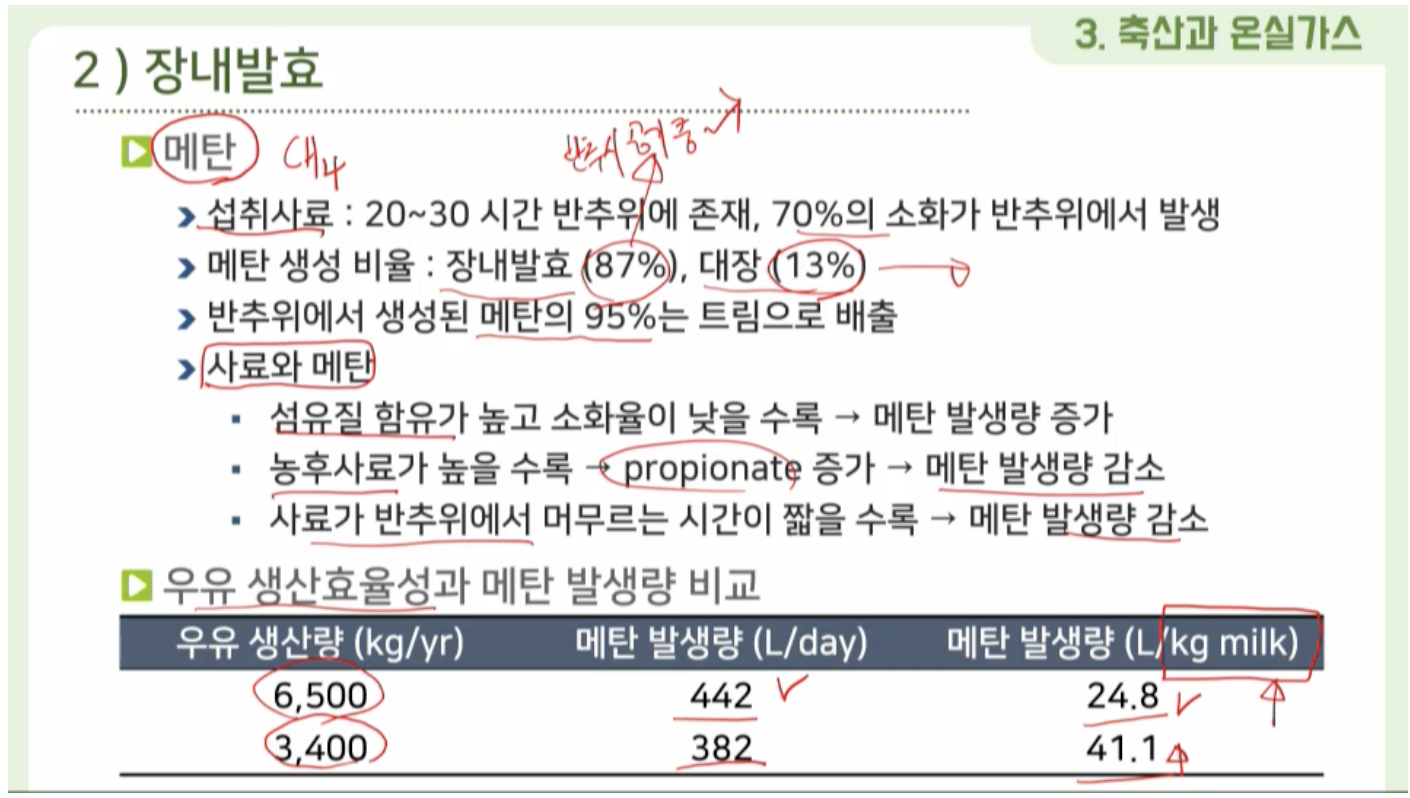 3. 축산과 온실가스
2 ) 장내발효
메탄 CH4
반추시 공기중
섭취사료 : 20~30 시간 반추위에 존재, 70%의 소화가 반추위에서 발생
메탄 생성 비율 : 장내발효 (87%), 대장 (13%)
반추위에서 생성된 메탄의 95%는 트림으로 배출
사료와 메탄
섬유질 함유가 높고 소화율이 낮을 수록 → 메탄 발생량 증가
농후사료가 높을 수록 → propionate 증가 → 메탄 발생량 감소
사료가 반추위에서 머무르는 시간이 짧을 수록 → 메탄 발생량 감소
우유 생산효율성과 메탄 발생량 비교
우유 생산량 (kg/yr) 메탄 발생량 (L/day) 메탄 발생량 (L/kg milk)
6,500 442 24.8
3,400 382 41.1